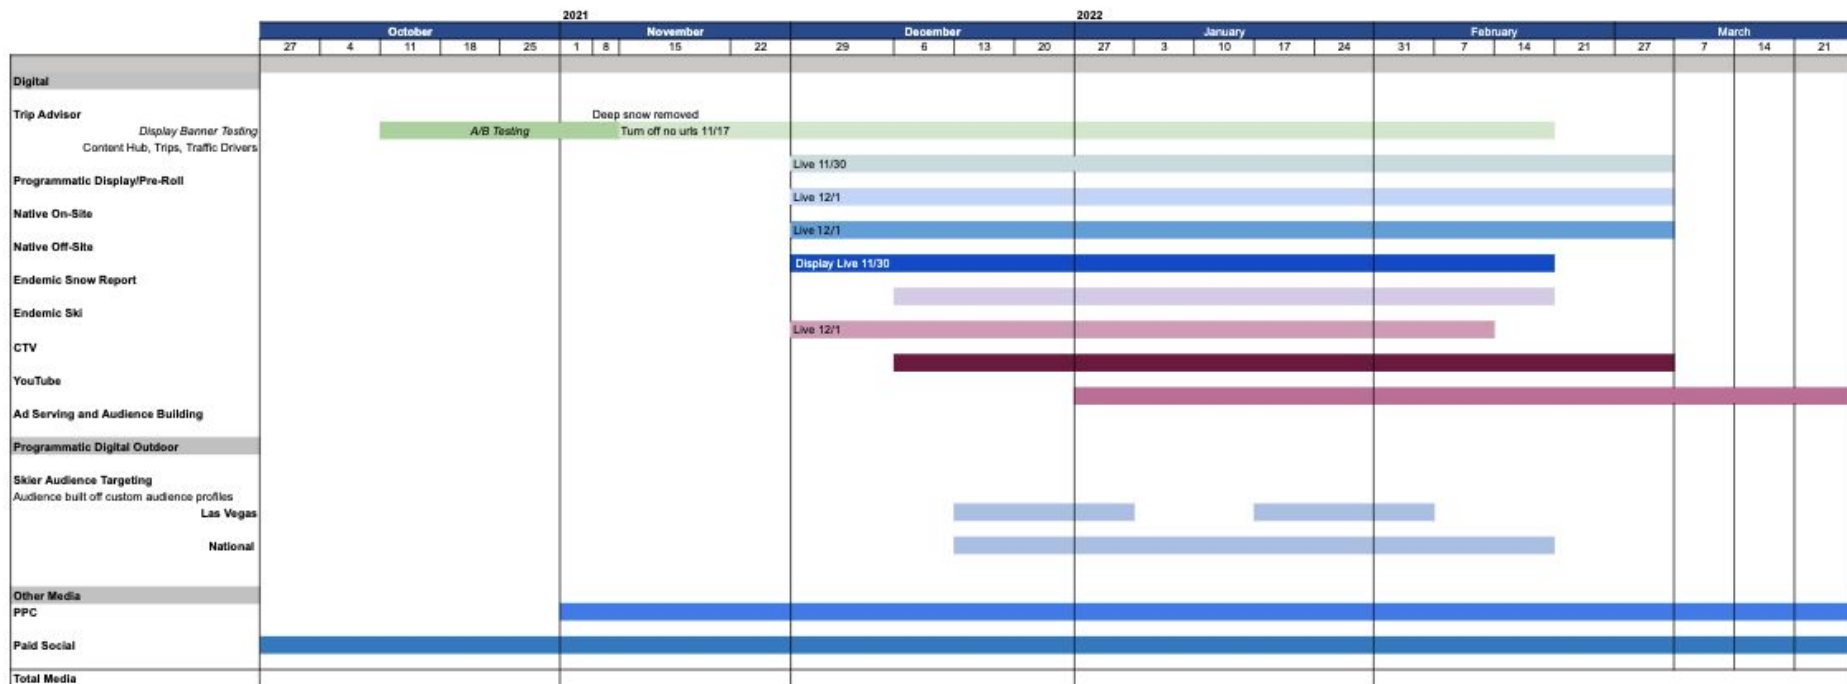 2021 2022
October November December January February March
27 4 11 18 25 1 8 15 22 29 6 13 20 27 3 10 17 24 31 7 14 21 27 7 14 21
Digital
Trip Advisor Deep snow removed
Display Banner Testing A/B Testing Turn off no urls 11/17
Content Hub, Trips, Traffic Drivers
Live 11/30
Programmatic Display/Pre-Roll
Live 12/1
Native On-Site
Live 12/1
Native Off-Site
Display Live 11/30
Endemic Snow Report
Endemic Ski
Live 12/1
CTV
YouTube
Ad Serving and Audience Building
Programmatic Digital Outdoor
Skier Audience Targeting
Audience built off custom audience profiles
Las Vegas
National
Other Media
PPC
Paid Social
Total Media